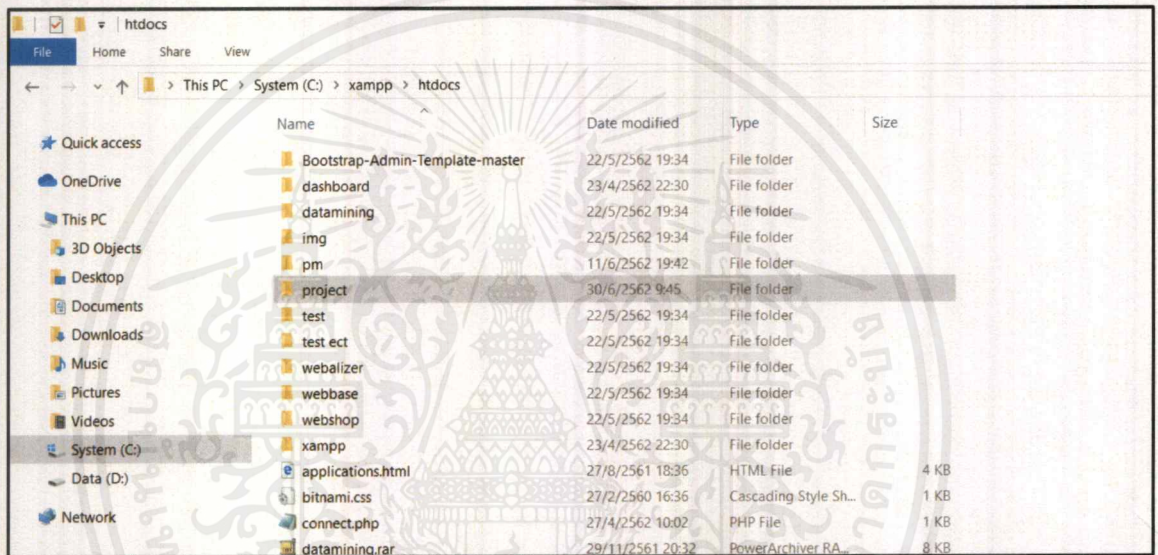 htdocs
File Home Share View
This PC > System (C:) > xampp > htdocs
Name Date modified Type Size
Quick access
OneDrive
This PC
3D Objects
Desktop
Documents
Downloads
Music
Pictures
Videos
System (C:)
Data (D:)
Network
Bootstrap-Admin-Template-master 22/5/2562 19:34 File folder
dashboard 23/4/2562 22:30 File folder
datamining 22/5/2562 19:34 File folder
img 22/5/2562 19:34 File folder
pm 11/6/2562 19:42 File folder
project 30/6/2562 9:45 File folder
test 22/5/2562 19:34 File folder
test ect 22/5/2562 19:34 File folder
webalizer 22/5/2562 19:34 File folder
webbase 22/5/2562 19:34 File folder
webshop 22/5/2562 19:34 File folder
xampp 23/4/2562 22:30 File folder
applications.html 27/8/2561 18:36 HTML File 4 KB
bitnami.css 27/2/2560 16:36 Cascading Style Sh... 1 KB
connect.php 27/4/2562 10:02 PHP File 1 KB
datamining.rar 29/11/2561 20:32 PowerArchiver RA... 8 KB